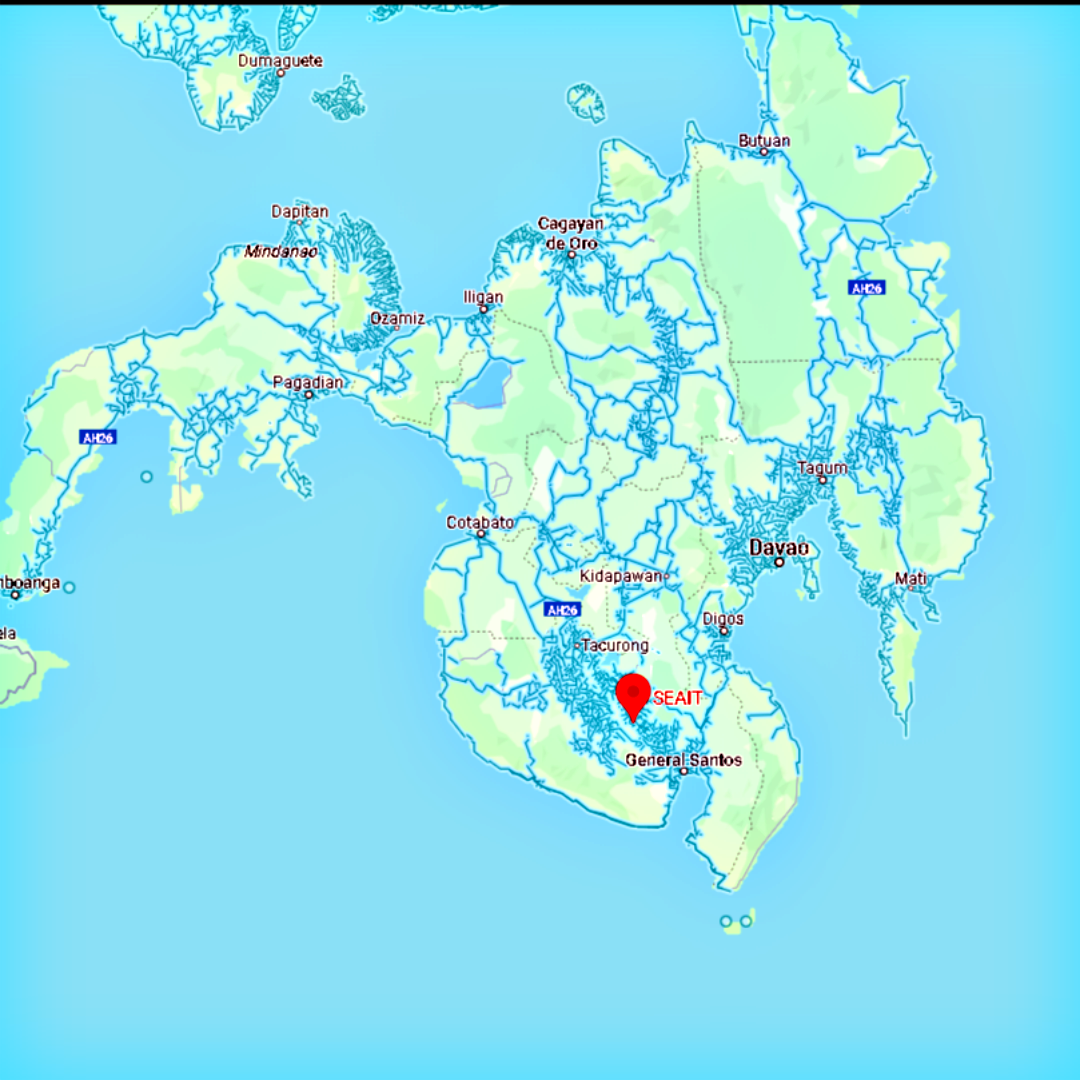 Dumaguete
Butuan
Dapitan
Mindanao
Cagayan
de Oro
AH26
Iligan
Ozamiz
Pagadian
AH26
Tagum
Cotabato
Davao
Kidapawan
Mati
nboanga
AH26
Digos
ela
Tacurong
SEAIT
General Santos